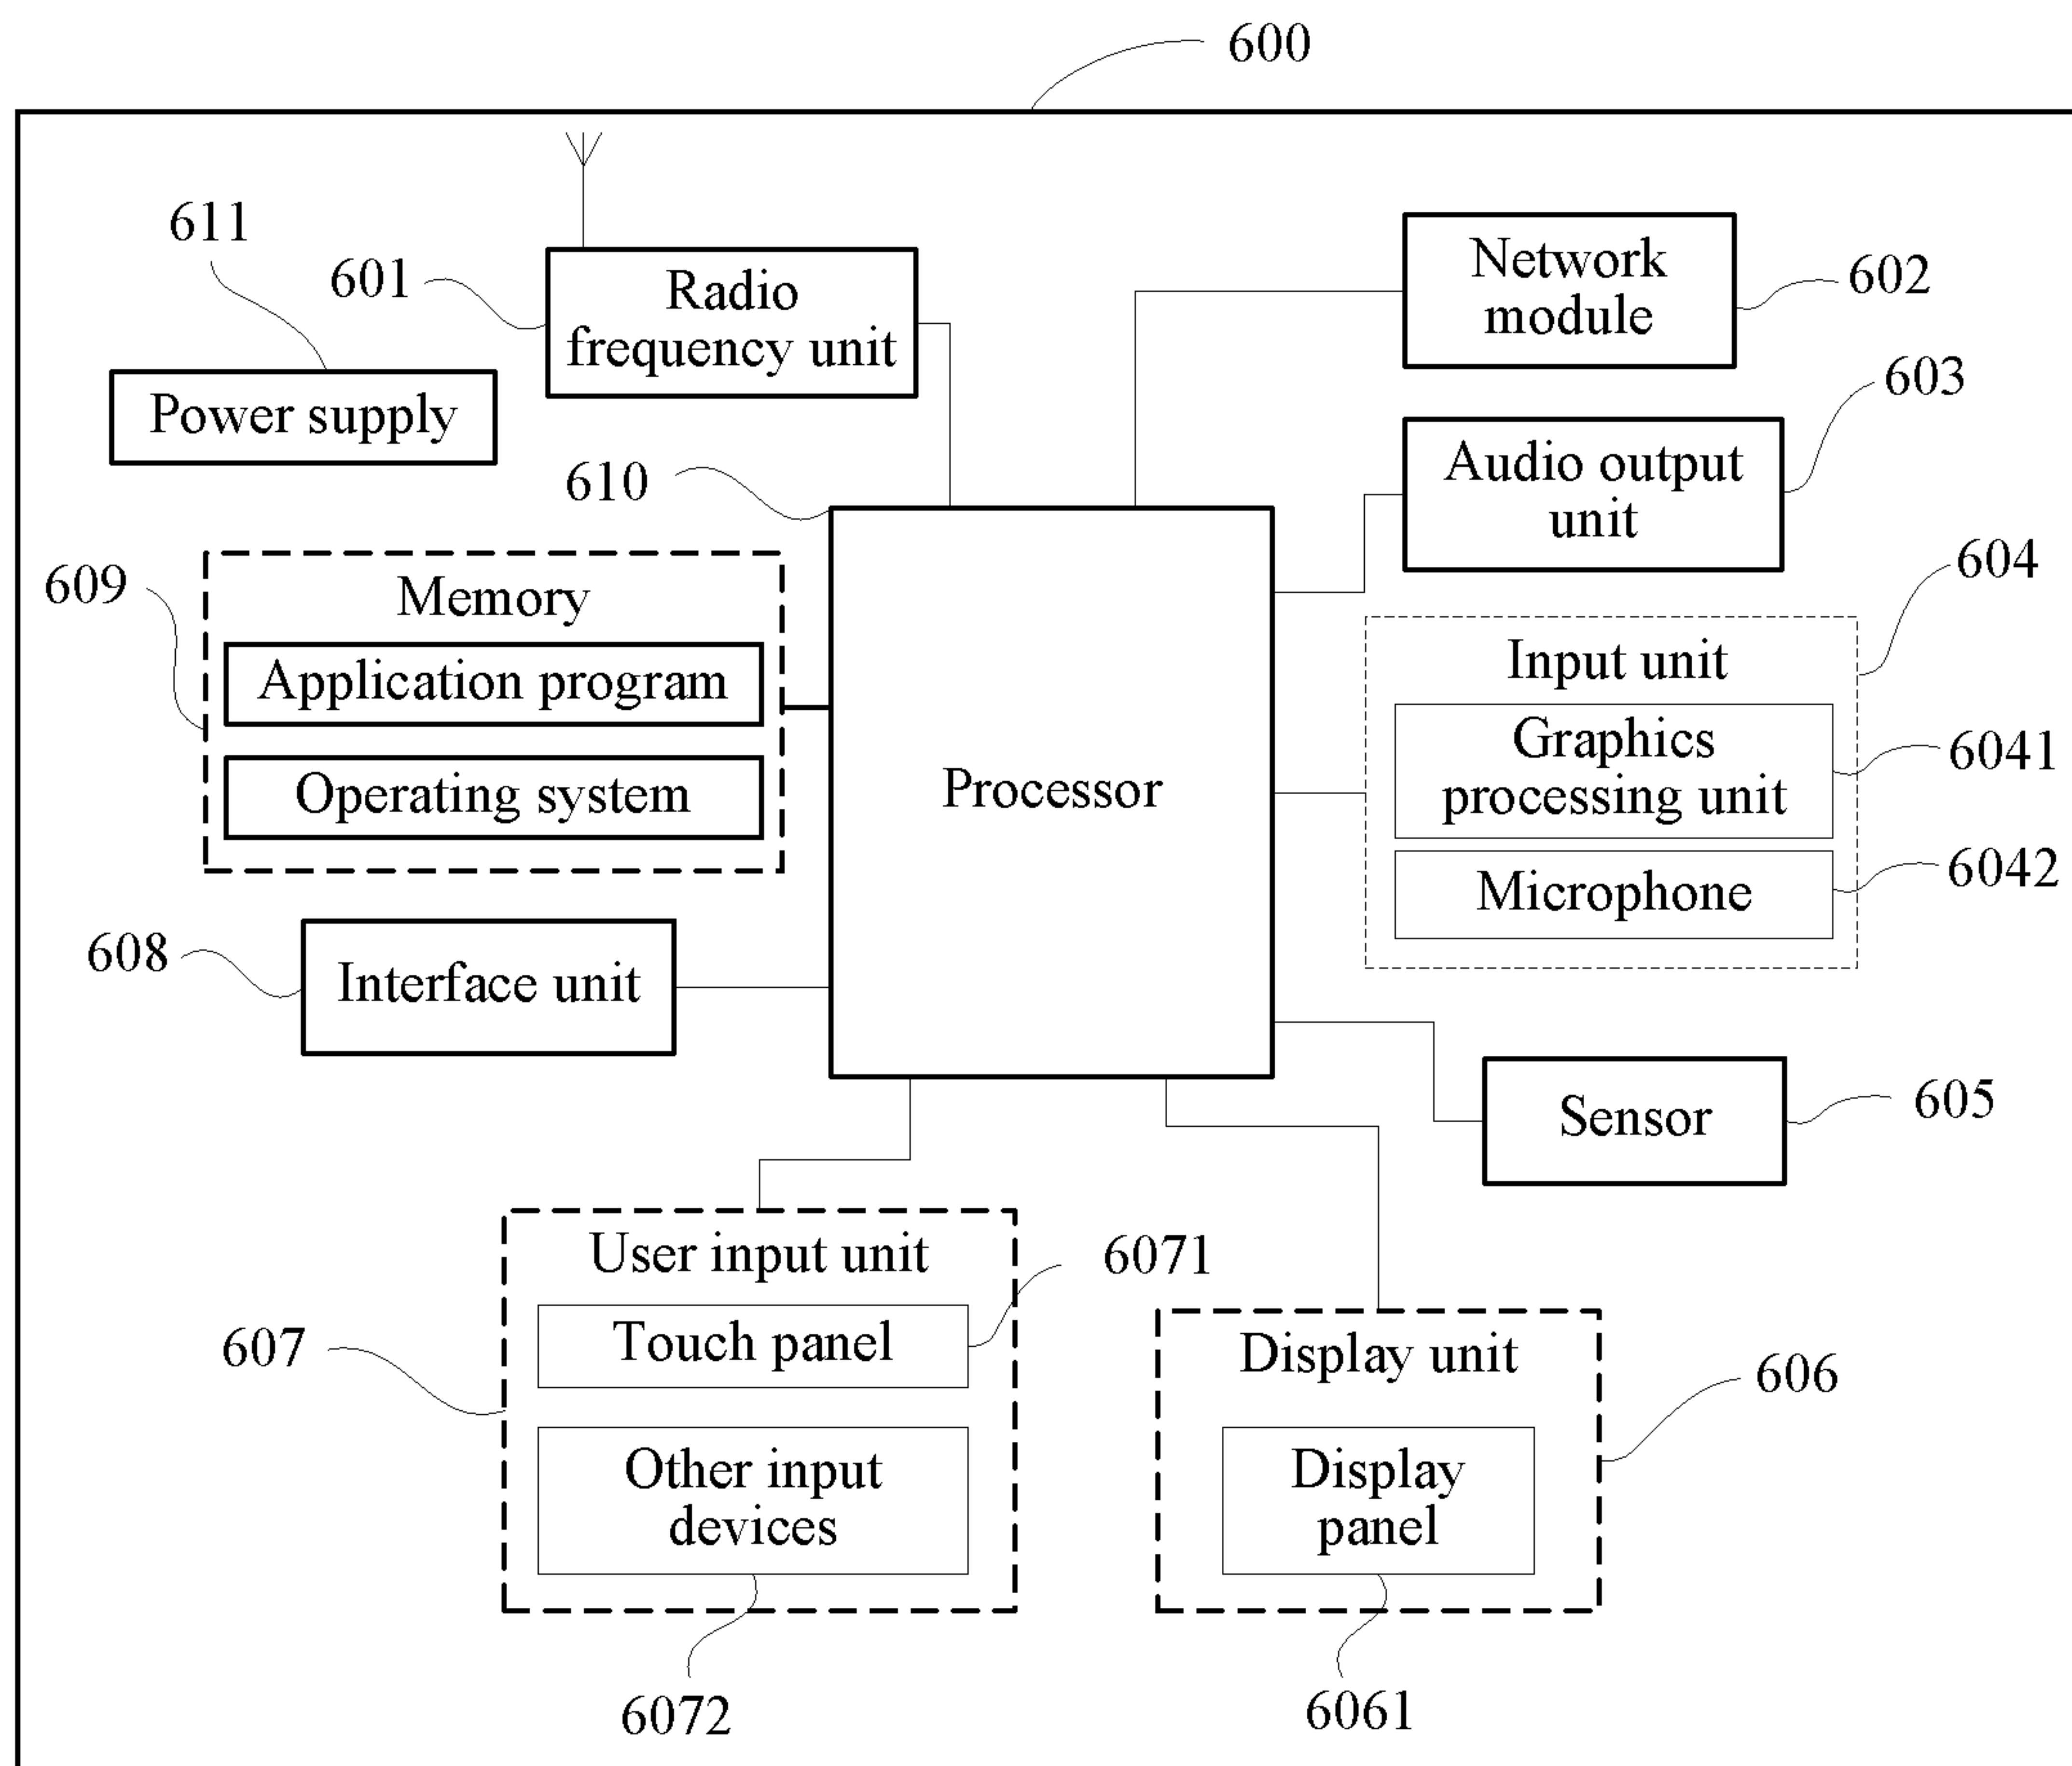 600
611
601
Radio
frequency unit
Network
module
602
Power supply
603
Audio output
unit
610
609
Memory
Application program
Operating system
Processor
604
Input unit
Graphics
processing unit
6041
Microphone
6042
608
Interface unit
Sensor
605
User input unit
6071
Touch panel
607
Other input
devices
6072
Display unit
606
Display
panel
6061